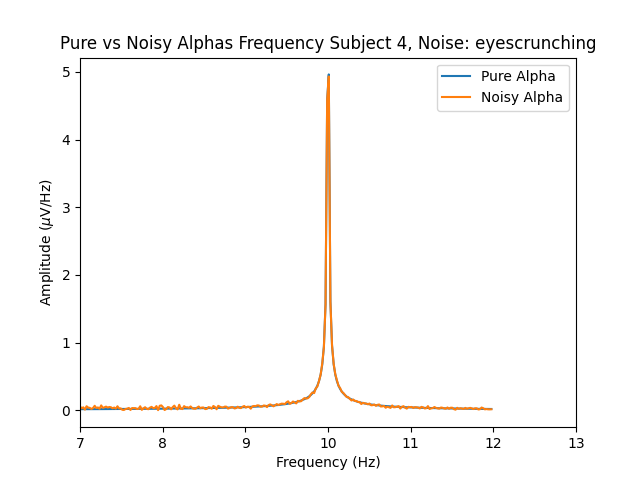 Pure vs Noisy Alphas Frequency Subject 4, Noise: eyescrunching
Pure Alpha
Noisy Alpha
Amplitude (μV/Hz)
5
4
3
2
1
0
7 8 9 10 11 12 13
Frequency (Hz)